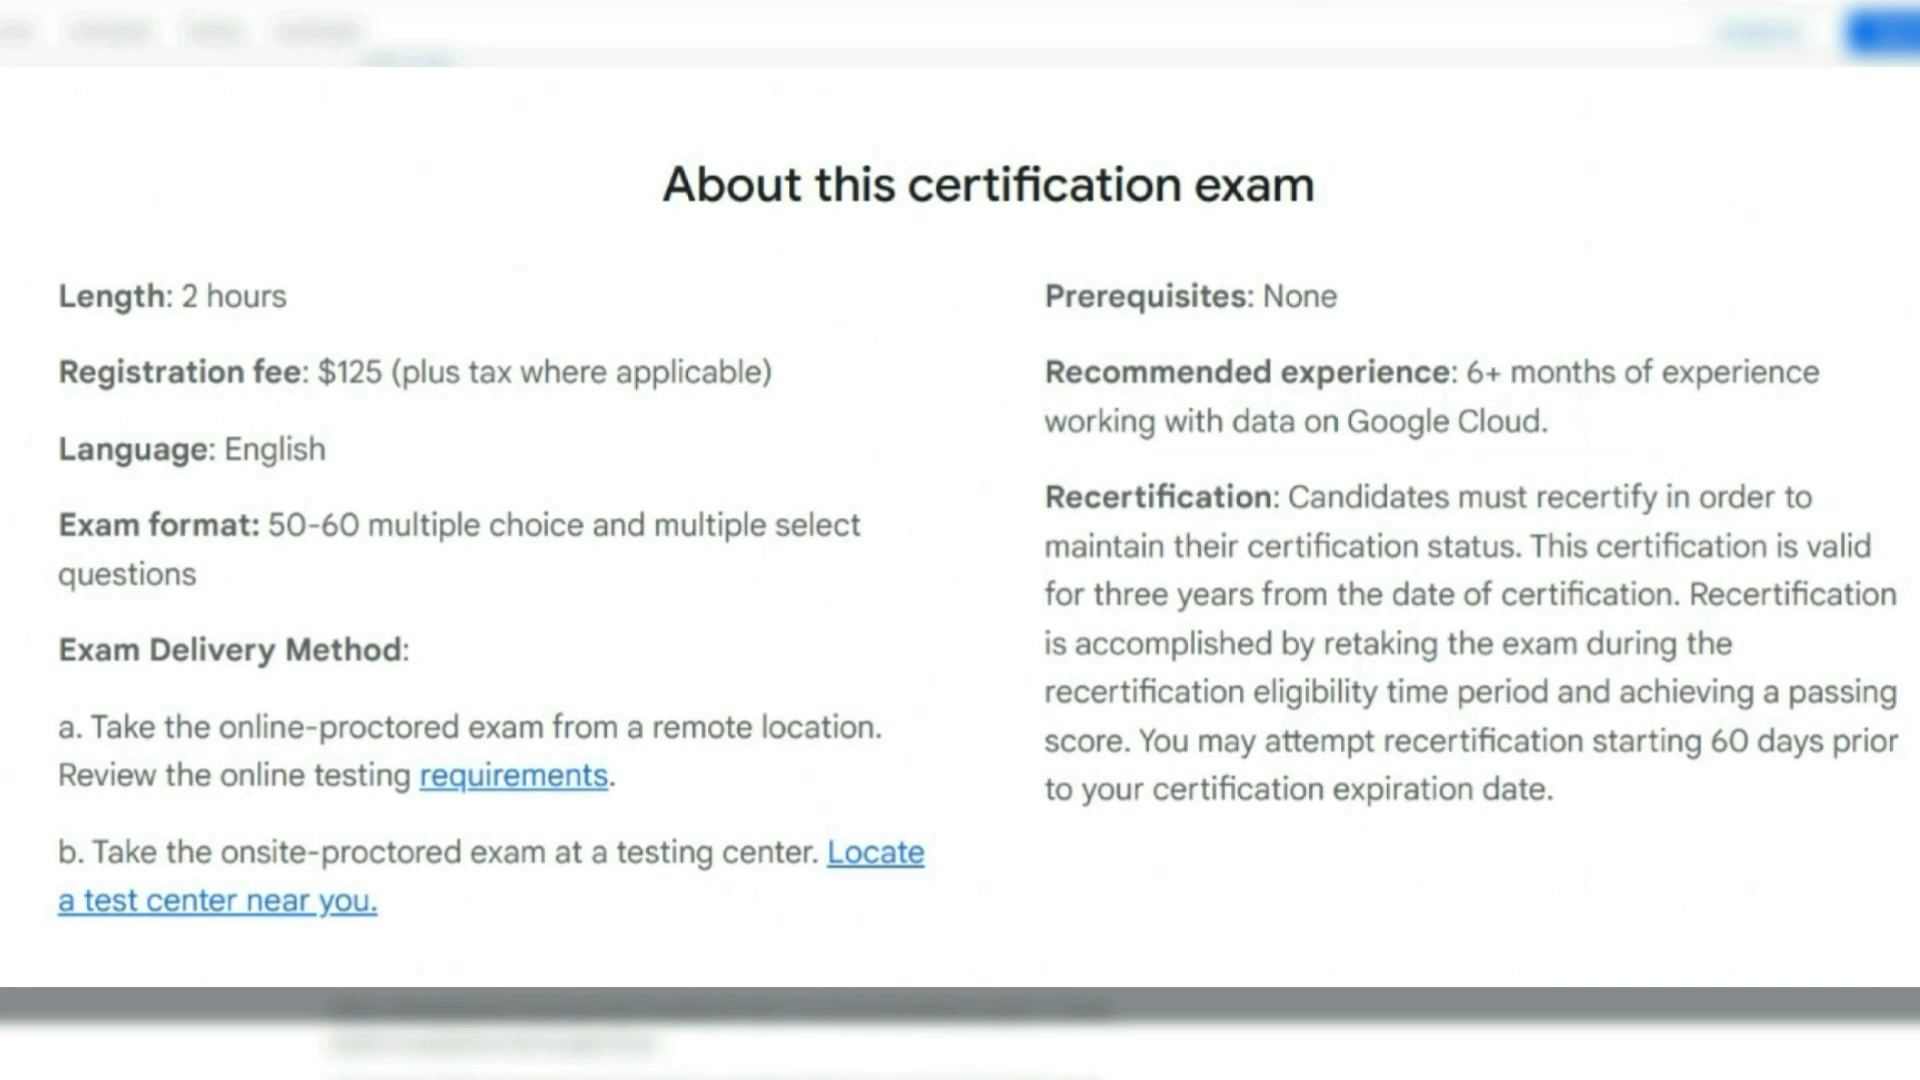 About this certification exam
Length: 2 hours
Registration fee: $125 (plus tax where applicable)
Language: English
Exam format: 50-60 multiple choice and multiple select
questions
Exam Delivery Method:
a. Take the online-proctored exam from a remote location.
Review the online testing requirements.
b. Take the onsite-proctored exam at a testing center. Locate
a test center near you.
Prerequisites: None
Recommended experience: 6+ months of experience
working with data on Google Cloud.
Recertification: Candidates must recertify in order to
maintain their certification status. This certification is valid
for three years from the date of certification. Recertification
is accomplished by retaking the exam during the
recertification eligibility time period and achieving a passing
score. You may attempt recertification starting 60 days prior
to your certification expiration date.